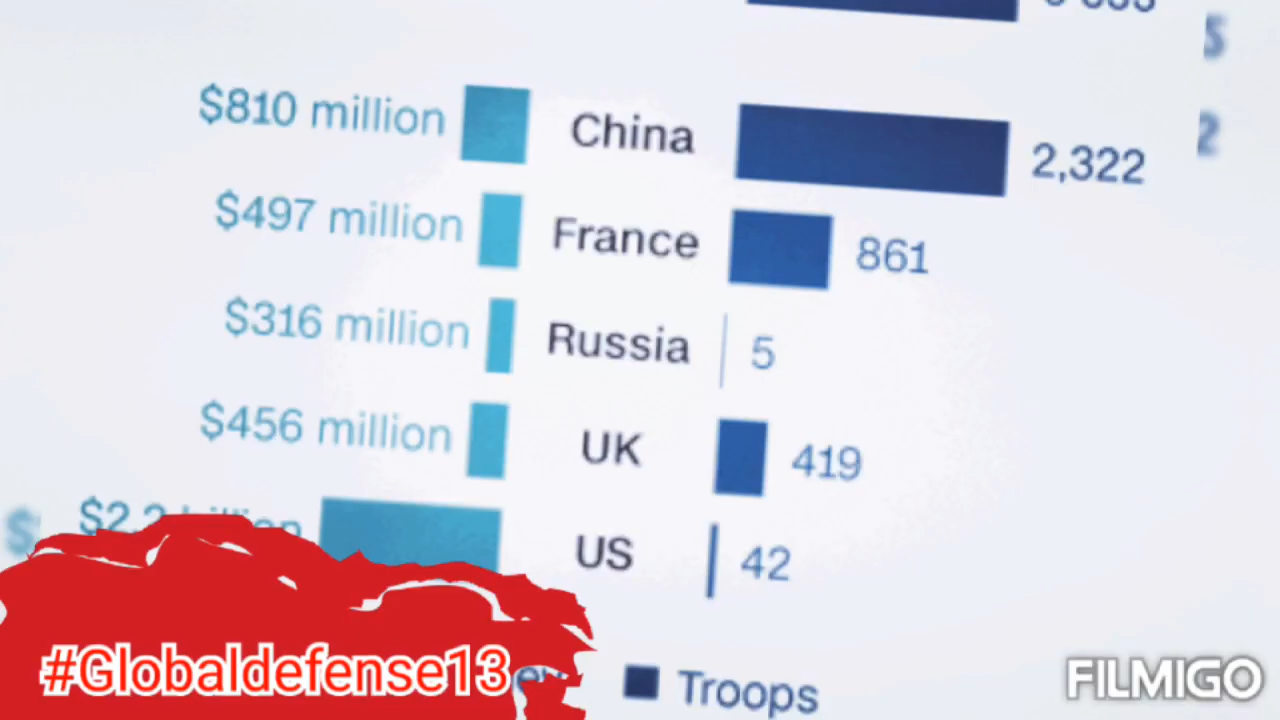 $810 million China 2,322
$497 million France 861
$316 million Russia 5
$456 million UK 419
US 42
Troops
#Globaldefense13
FILMIGO